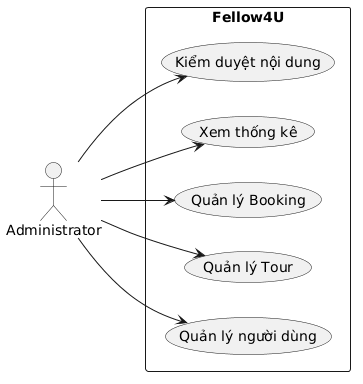 Fellow4U
Kiểm duyệt nội dung
Xem thống kê
Administrator
Quản lý Booking
Quản lý Tour
Quản lý người dùng